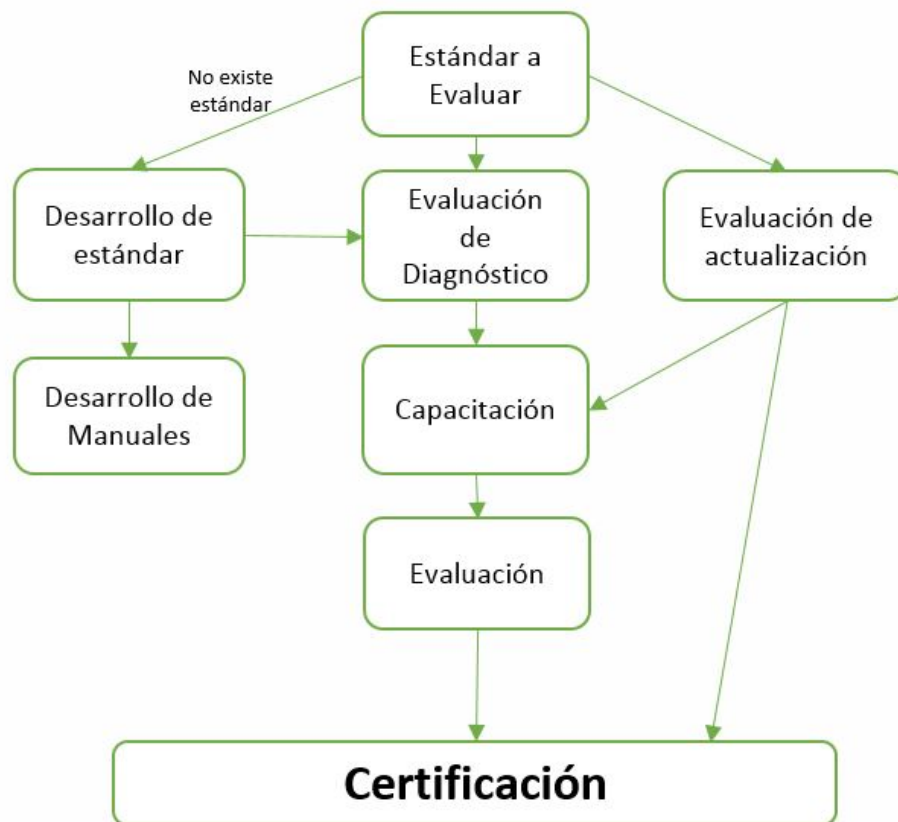 Estándar a
Evaluar
No existe
estándar
Desarrollo de
estándar
Evaluación
de
Diagnóstico
Evaluación de
actualización
Desarrollo de
Manuales
Capacitación
Evaluación
Certificación